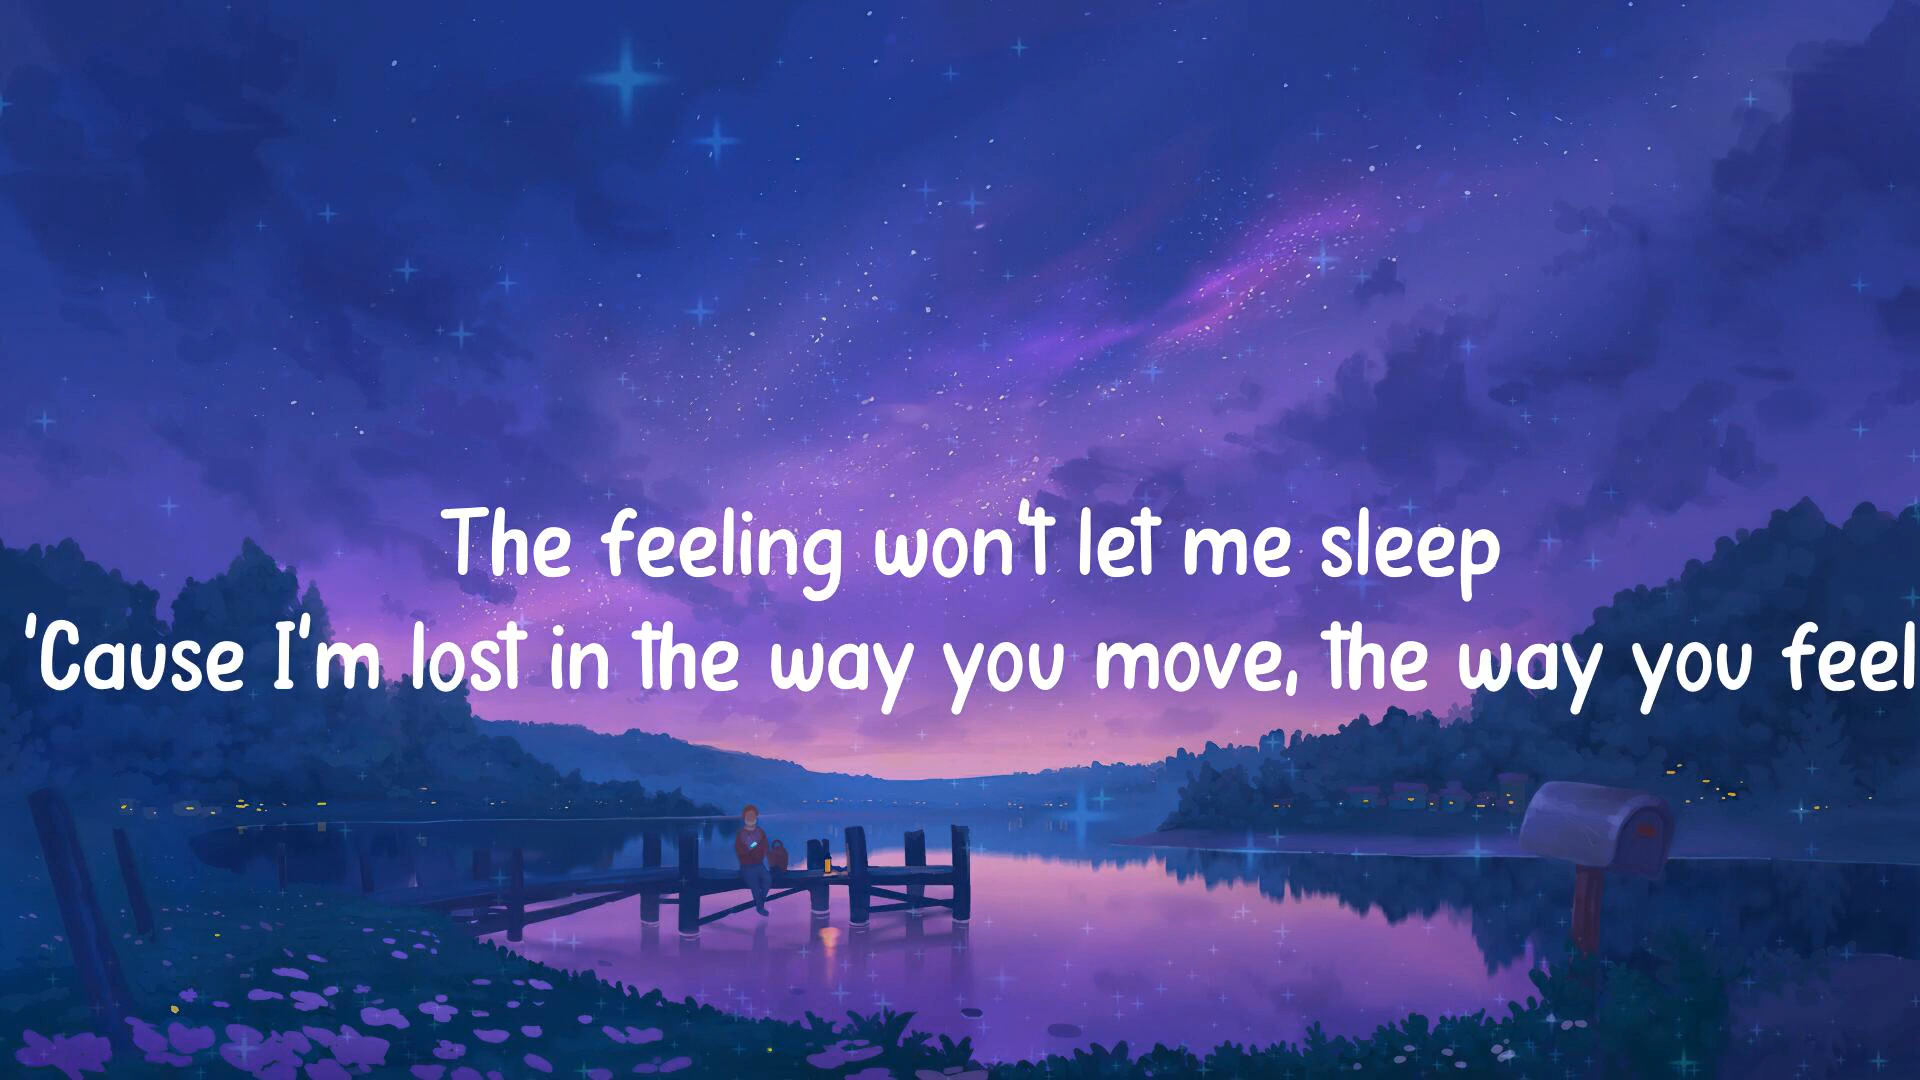 The feeling won't let me sleep
'Cause I'm lost in the way you move, the way you feel